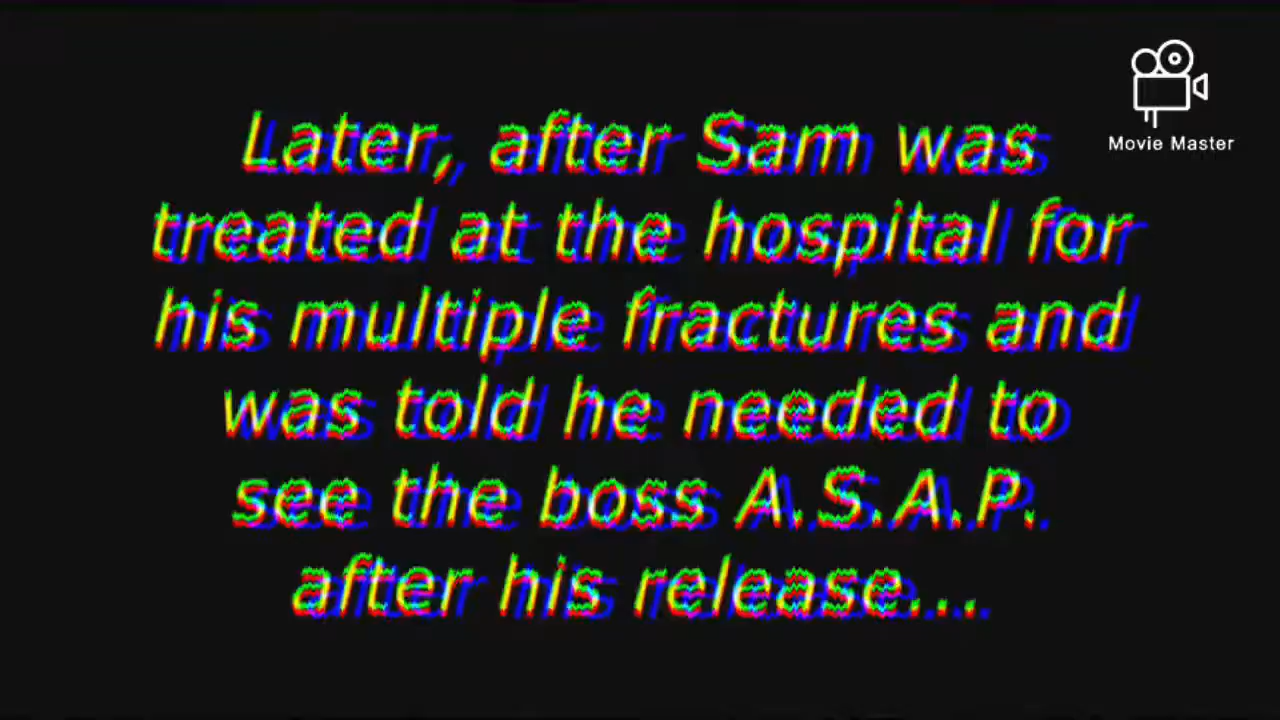 Movie Master
Later, after Sam was
treated at the hospital for
his multiple fractures and
was told he needed to
see the boss A.S.A.P.
after his release....